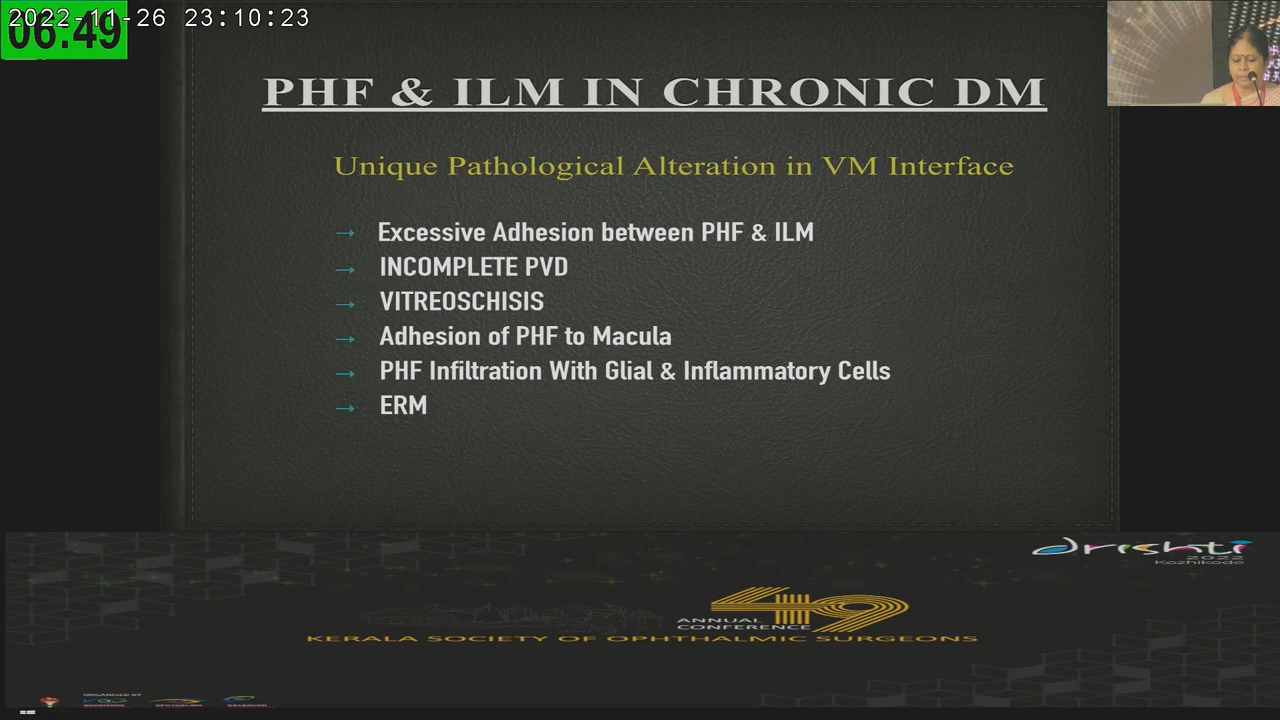 2022-11-26 23:10:23
06:49
PHF & ILM IN CHRONIC DM
Unique Pathological Alteration in VM Interface
→ Excessive Adhesion between PHF & ILM
→ INCOMPLETE PVD
→ VITREOSCHISIS
→ Adhesion of PHF to Macula
→ PHF Infiltration With Glial & Inflammatory Cells
→ ERM
drishti
2022
Kozhikode
49
ANNUAL
CONFERENCE
KERALA SOCIETY OF OPHTHALMIC SURGEONS
ORGANISED BY